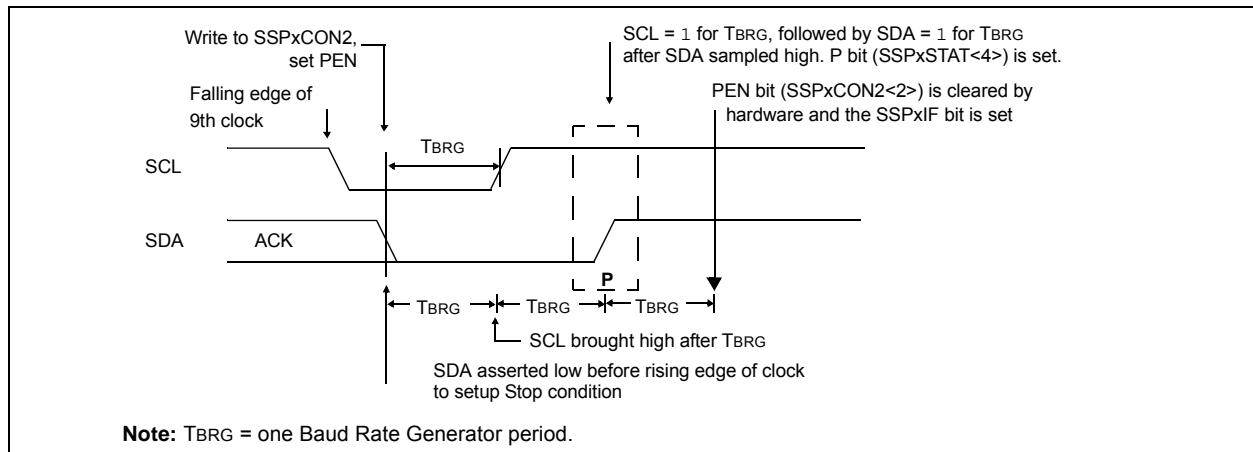 Write to SSPxCON2,
set PEN
SCL = 1 for TBRG, followed by SDA = 1 for TBRG
after SDA sampled high. P bit (SSPxSTAT<4>) is set.
Falling edge of
9th clock
PEN bit (SSPxCON2<2>) is cleared by
hardware and the SSPxIF bit is set
TBRG
SCL
SDA
ACK
P
TBRG
TBRG
TBRG
SCL brought high after TBRG
SDA asserted low before rising edge of clock
to setup Stop condition
Note: TBRG = one Baud Rate Generator period.